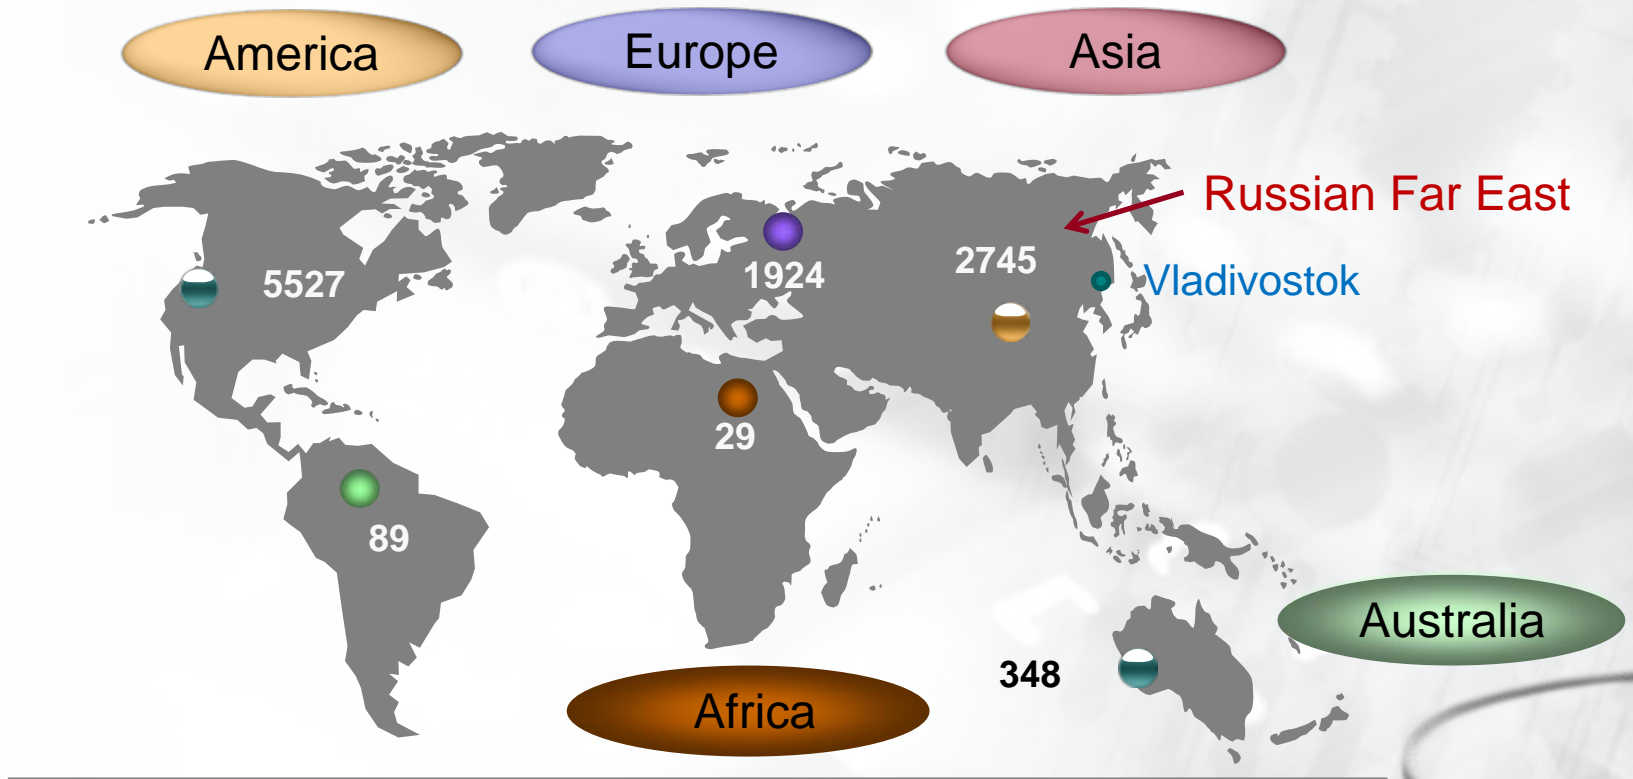 America
Europe
Asia
Russian Far East
2745
1924
5527
Vladivostok
29
89
Australia
348
Africa